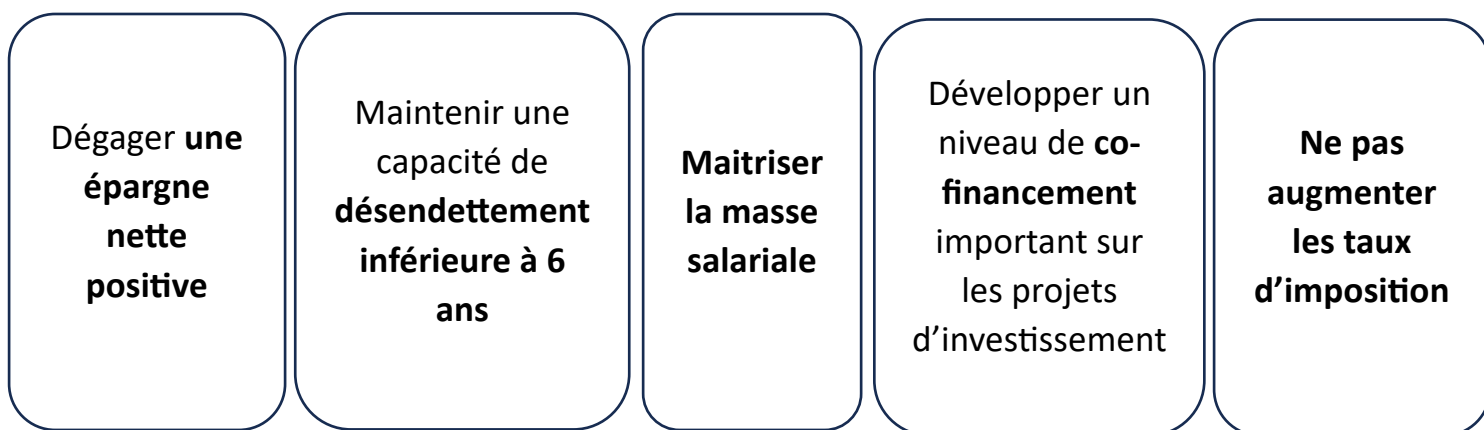 Dégager une
épargne
nette
positive
Maintenir une
capacité de
désendettement
inférieure à 6
ans
Maitriser
la masse
salariale
Développer un
niveau de co-
financement
important sur
les projets
d’investissement
Ne pas
augmenter
les taux
d’imposition